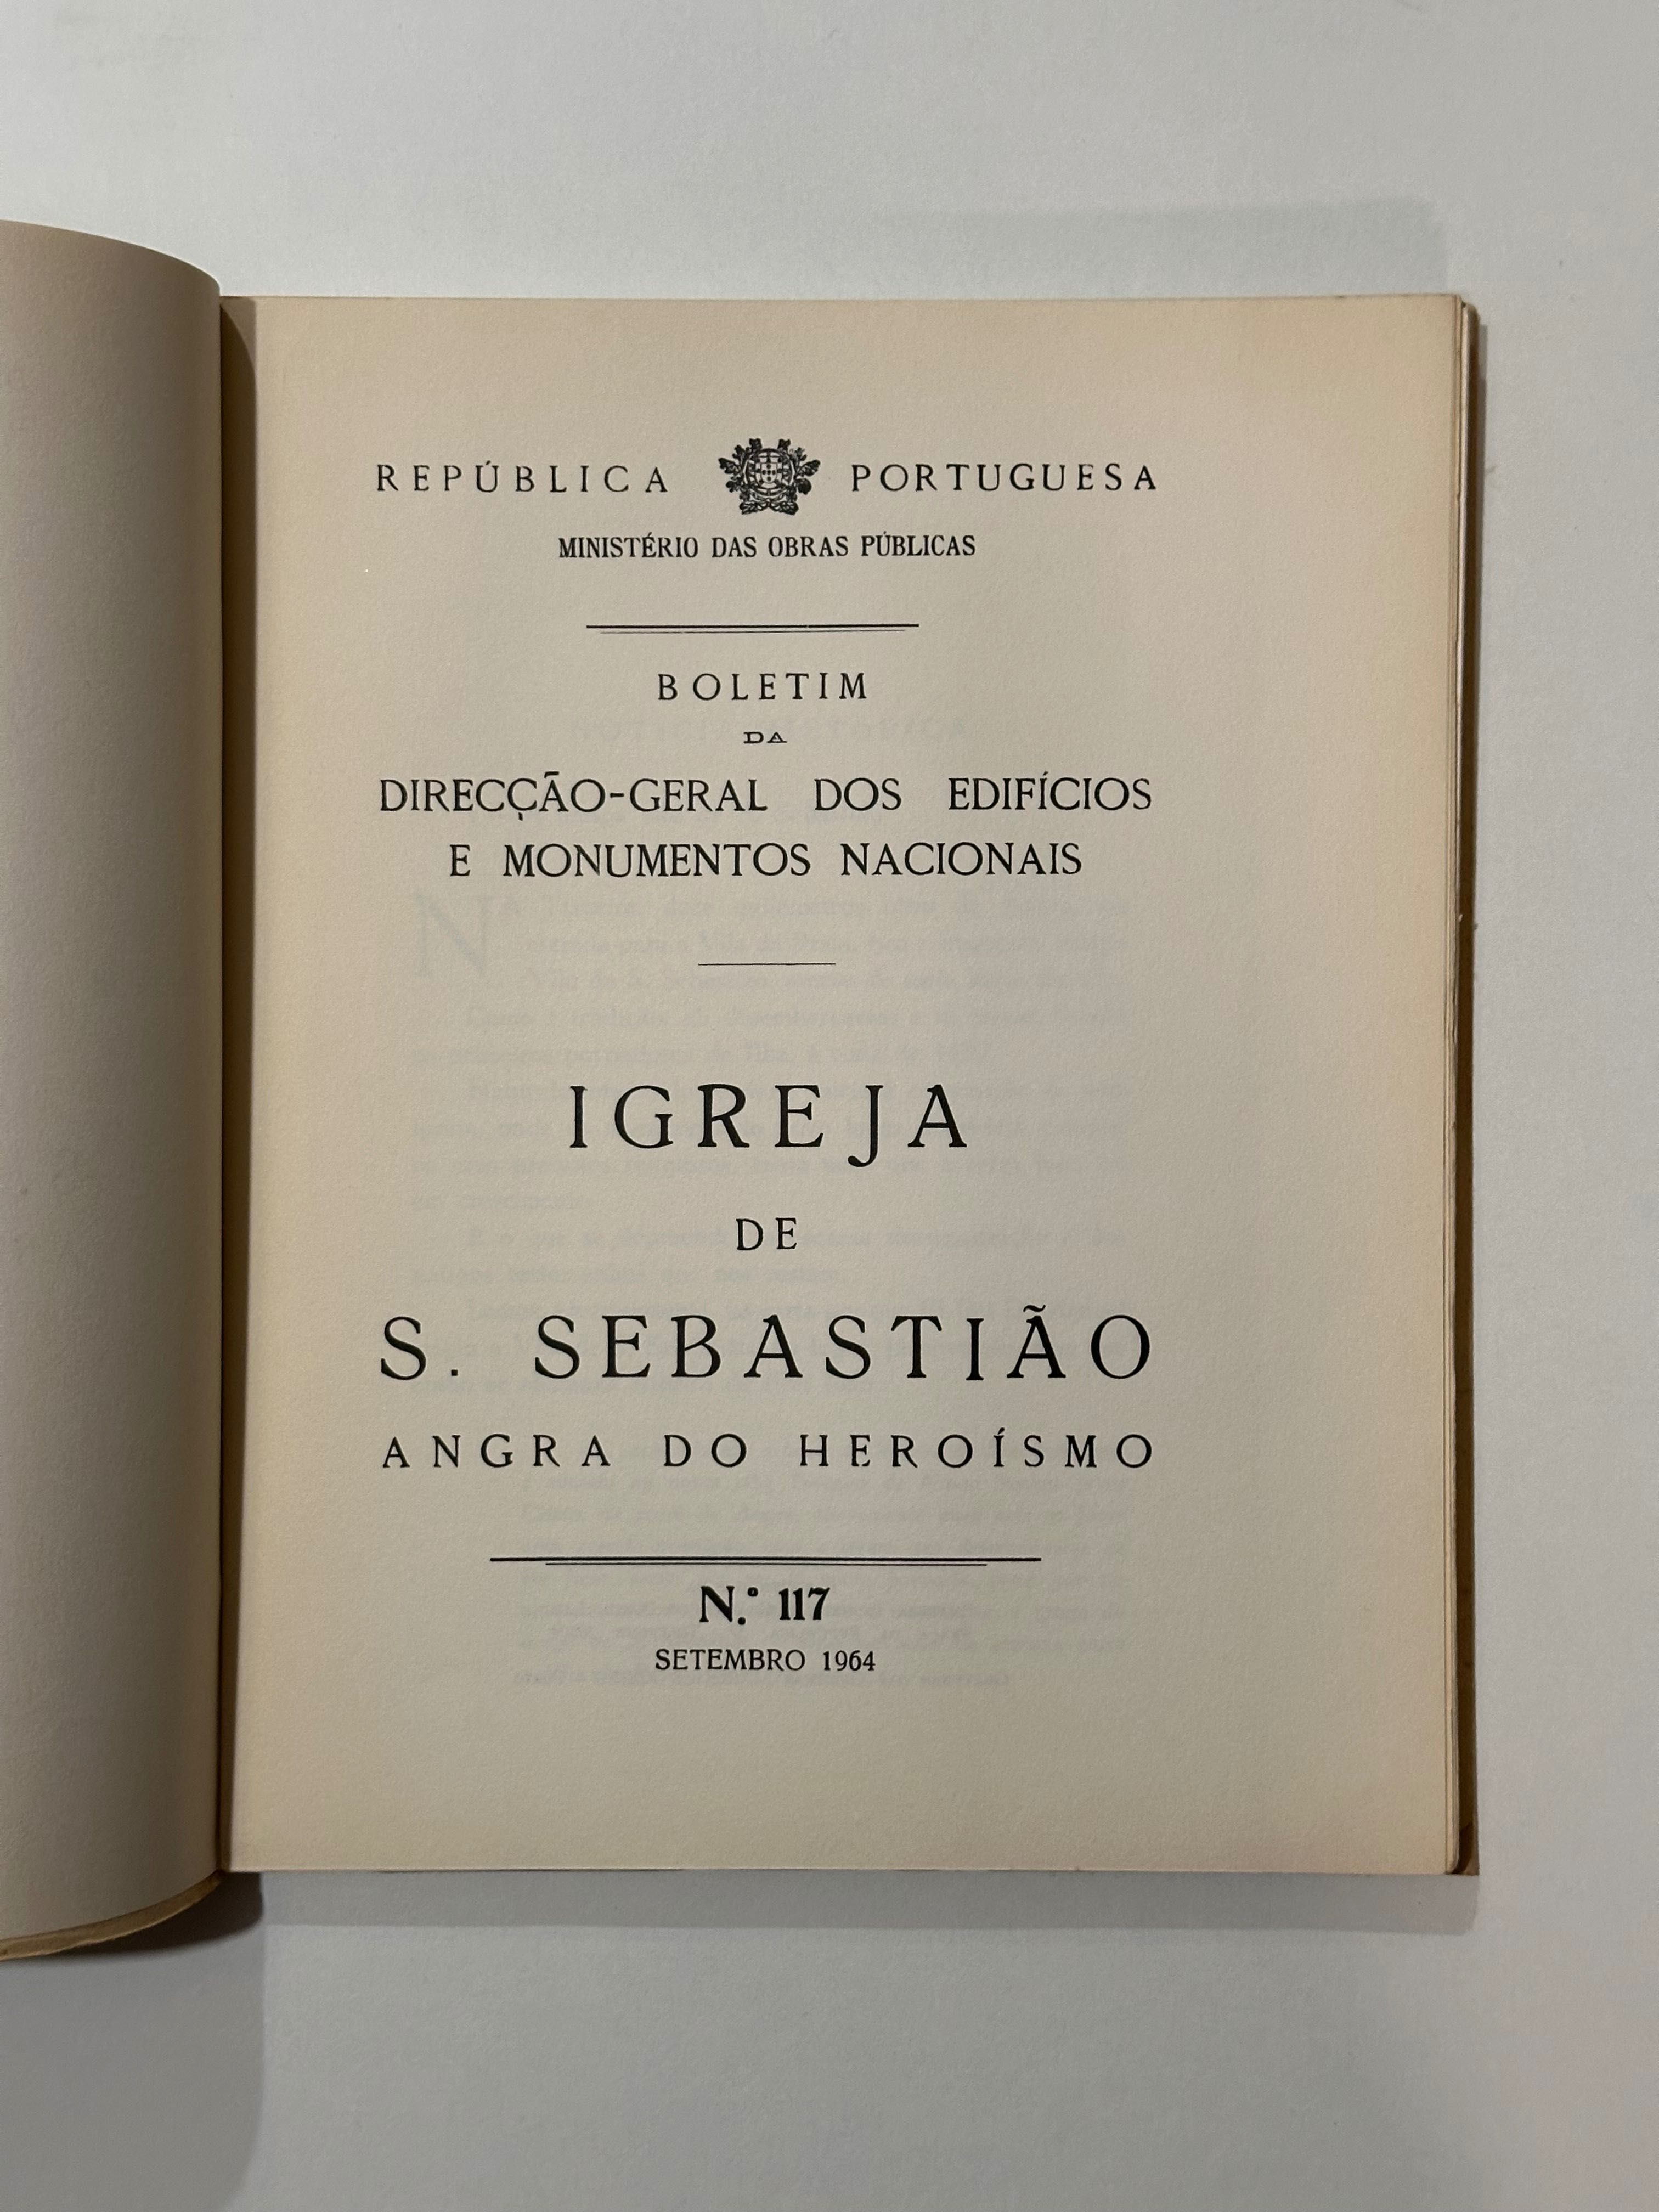 REPÚBLICA PORTUGUESA
MINISTÉRIO DAS OBRAS PÚBLICAS
BOLETIM
DA
DIRECÇÃO-GERAL DOS EDIFÍCIOS
E MONUMENTOS NACIONAIS
IGREJA
DE
S. SEBASTIÃO
ANGRA DO HEROÍSMO
N.º 117
SETEMBRO 1964